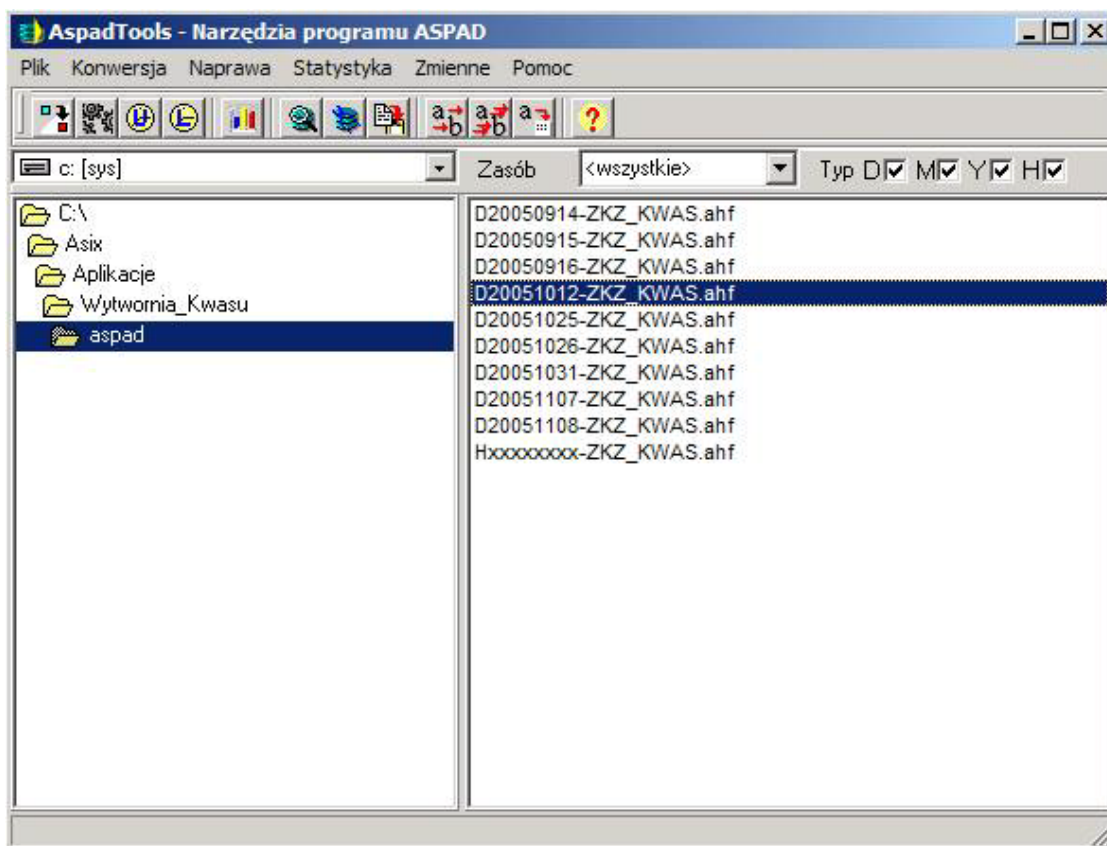 AspadTools - Narzędzia programu ASPAD
Plik Konwersja Naprawa Statystyka Zmienne Pomoc
c: [sys] Zasób <wszystkie> Typ D M Y H
C:\
Asix
Aplikacje
Wytwornia_Kwasu
aspad
D20050914-ZKZ_KWAS.ahf
D20050915-ZKZ_KWAS.ahf
D20050916-ZKZ_KWAS.ahf
D20051012-ZKZ_KWAS.ahf
D20051025-ZKZ_KWAS.ahf
D20051026-ZKZ_KWAS.ahf
D20051031-ZKZ_KWAS.ahf
D20051107-ZKZ_KWAS.ahf
D20051108-ZKZ_KWAS.ahf
Hxxxxxxxx-ZKZ_KWAS.ahf